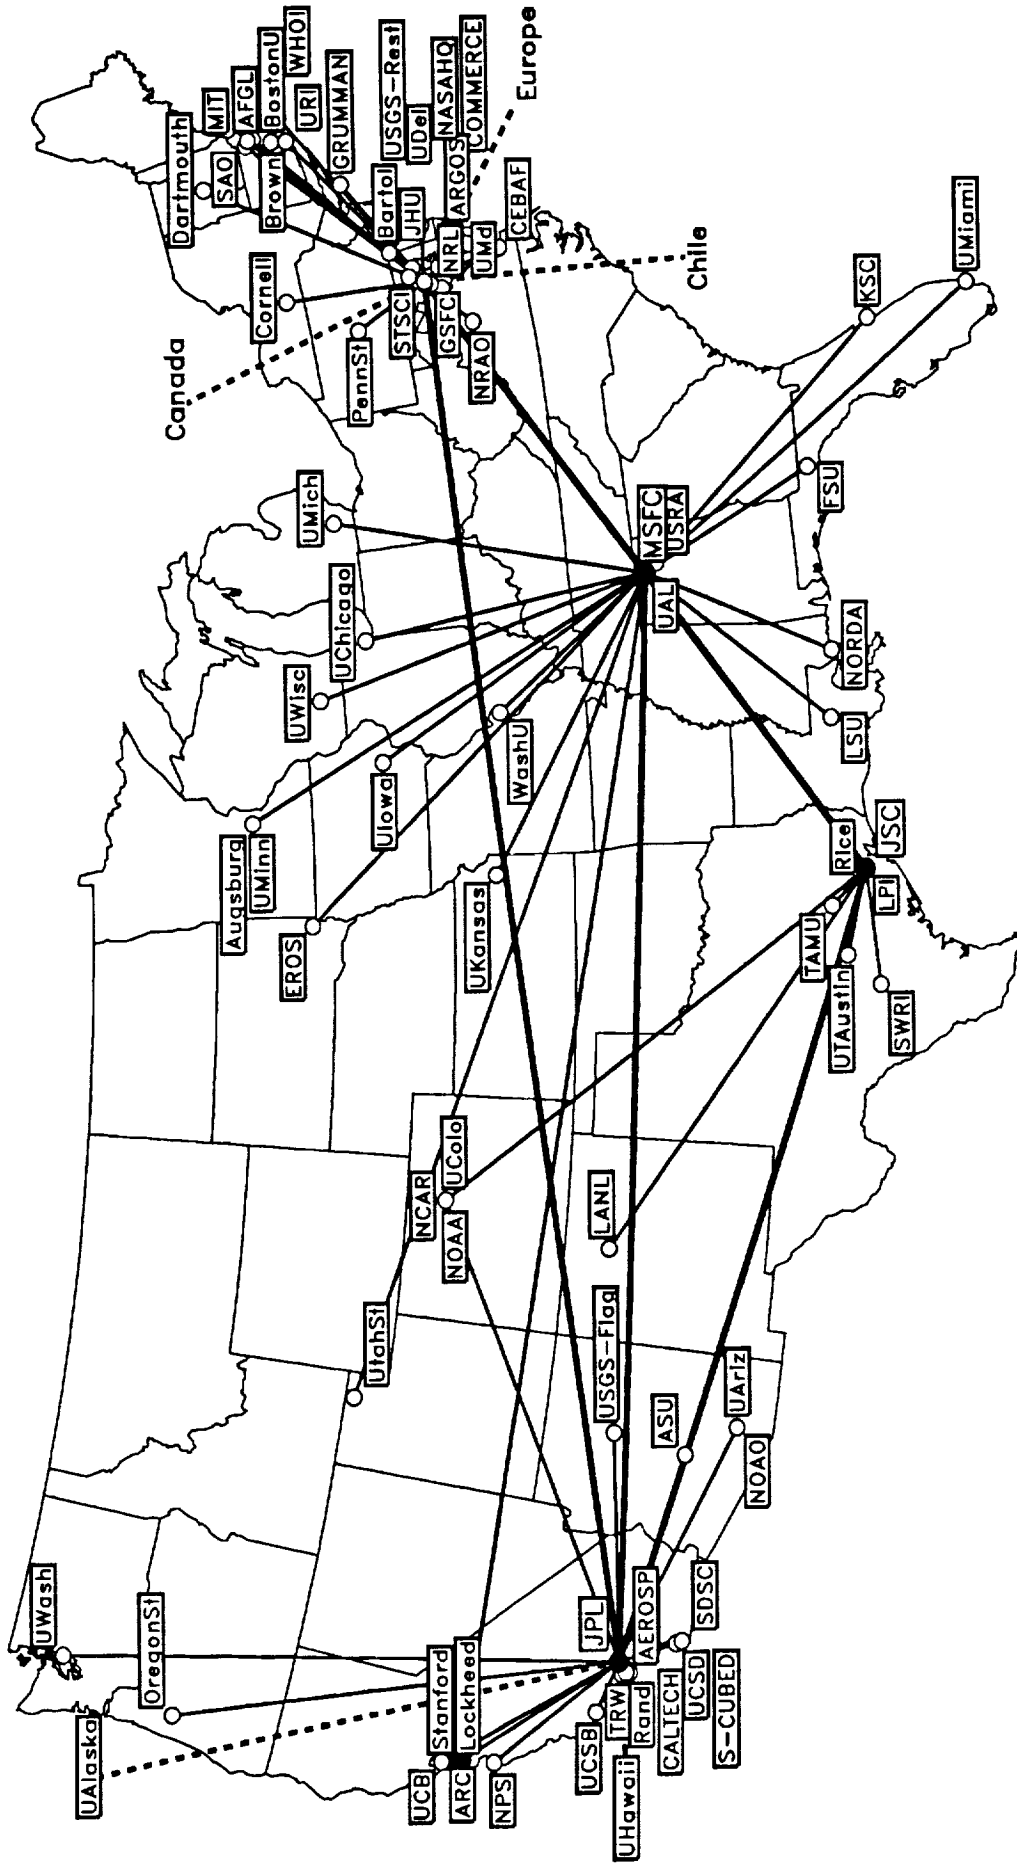 UWash
OregonSt
UAlaska
Stanford
Lockheed
UCB
ARC
NPS
UCSB
JPL
TRW
Rand
UHawaii
AEROSP
CALTECH
UCSD
S-CUBED
SDSC
NOAO
UAriz
ASU
USGS-Flag
LANL
UtahSt
NCAR
UColo
NOAA
EROS
Augsburg
UMinn
UIowa
UKansas
WashU
UWisc
UChicago
UMich
TAMU
UTAustin
SWRI
Rice
JSC
LPI
LSU
NORDA
UAL
MSFC
USRA
FSU
KSC
UMiami
Canada
PennSt
Cornell
STSCI
GSFC
NRAO
Dartmouth
SAO
MIT
AFGL
BostonU
WHOI
Brown
URI
GRUMMAN
Bartol
JHU
USGS-Rest
UDel
NASAHQ
COMMERCE
ARGOS
NRL
UMd
CEBAF
Europe
Chile